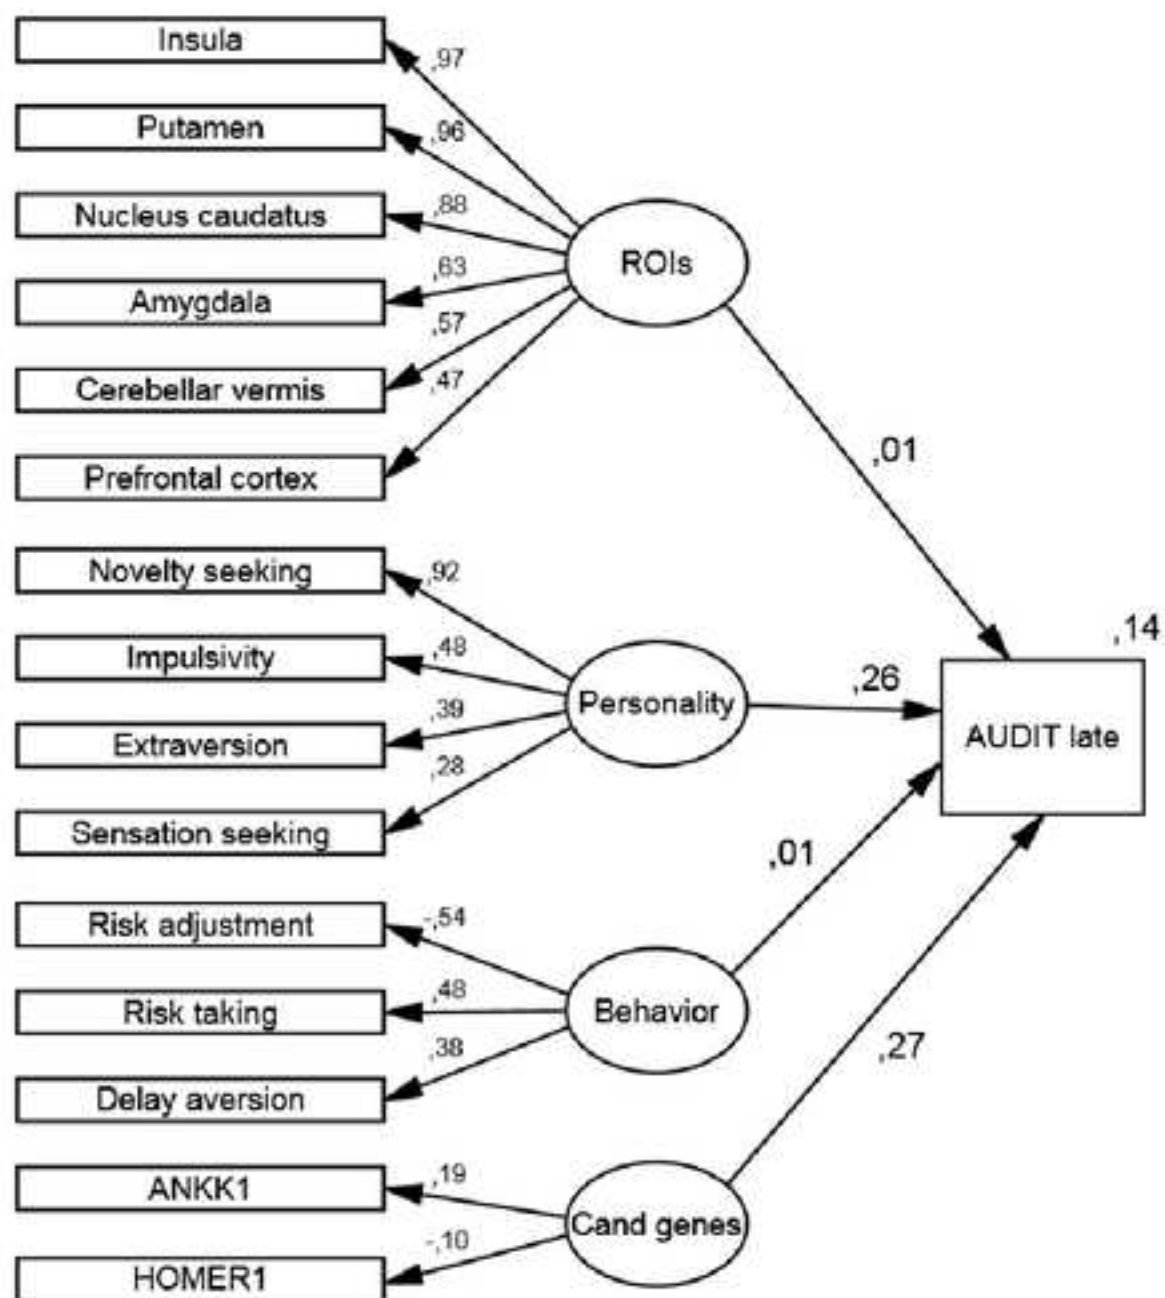 Insula
,97
Putamen
,96
Nucleus caudatus
,88
Amygdala
,63
Cerebellar vermis
,57
Prefrontal cortex
,47
ROIs
,01
Novelty seeking
,92
Impulsivity
,48
Extraversion
,39
Sensation seeking
,28
Personality
,26
,14
AUDIT late
Risk adjustment
-,54
Risk taking
,48
Delay aversion
,38
Behavior
,01
ANKK1
,19
HOMER1
-,10
Cand genes
,27